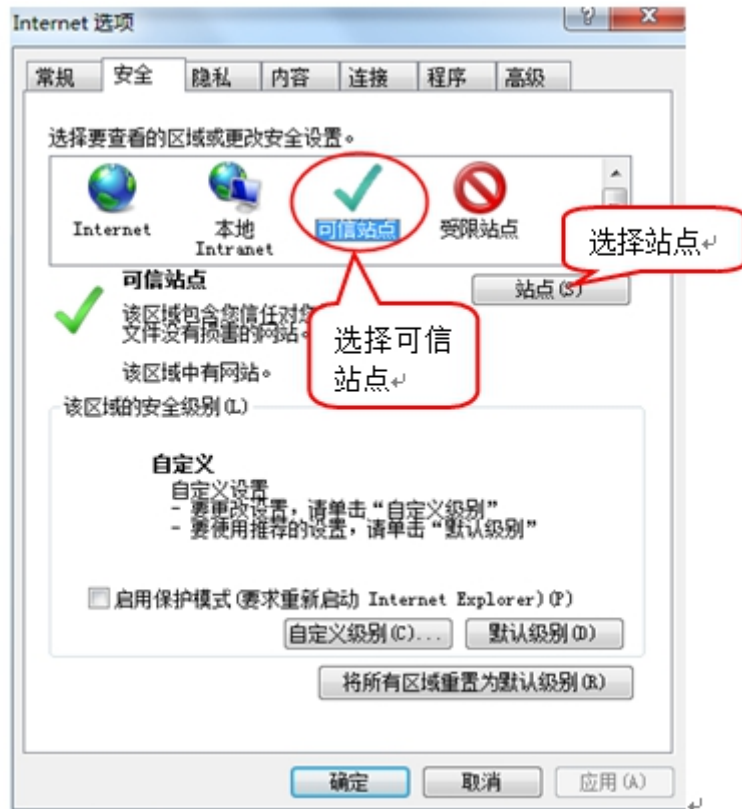 Internet 选项
常规 安全 隐私 内容 连接 程序 高级
选择要查看的区域或更改安全设置。
Internet
本地
Intranet
可信站点
受限站点
选择站点↵
可信站点
站点(S)
该区域包含您信任对您
文件没有损害的网站。
选择可信
站点↵
该区域中有网站。
该区域的安全级别(L)
自定义
自定义设置
- 要更改设置，请单击“自定义级别”
- 要使用推荐的设置，请单击“默认级别”
启用保护模式(要求重新启动 Internet Explorer)(P)
自定义级别(C)... 默认级别(D)
将所有区域重置为默认级别(R)
确定 取消 应用(A)↵